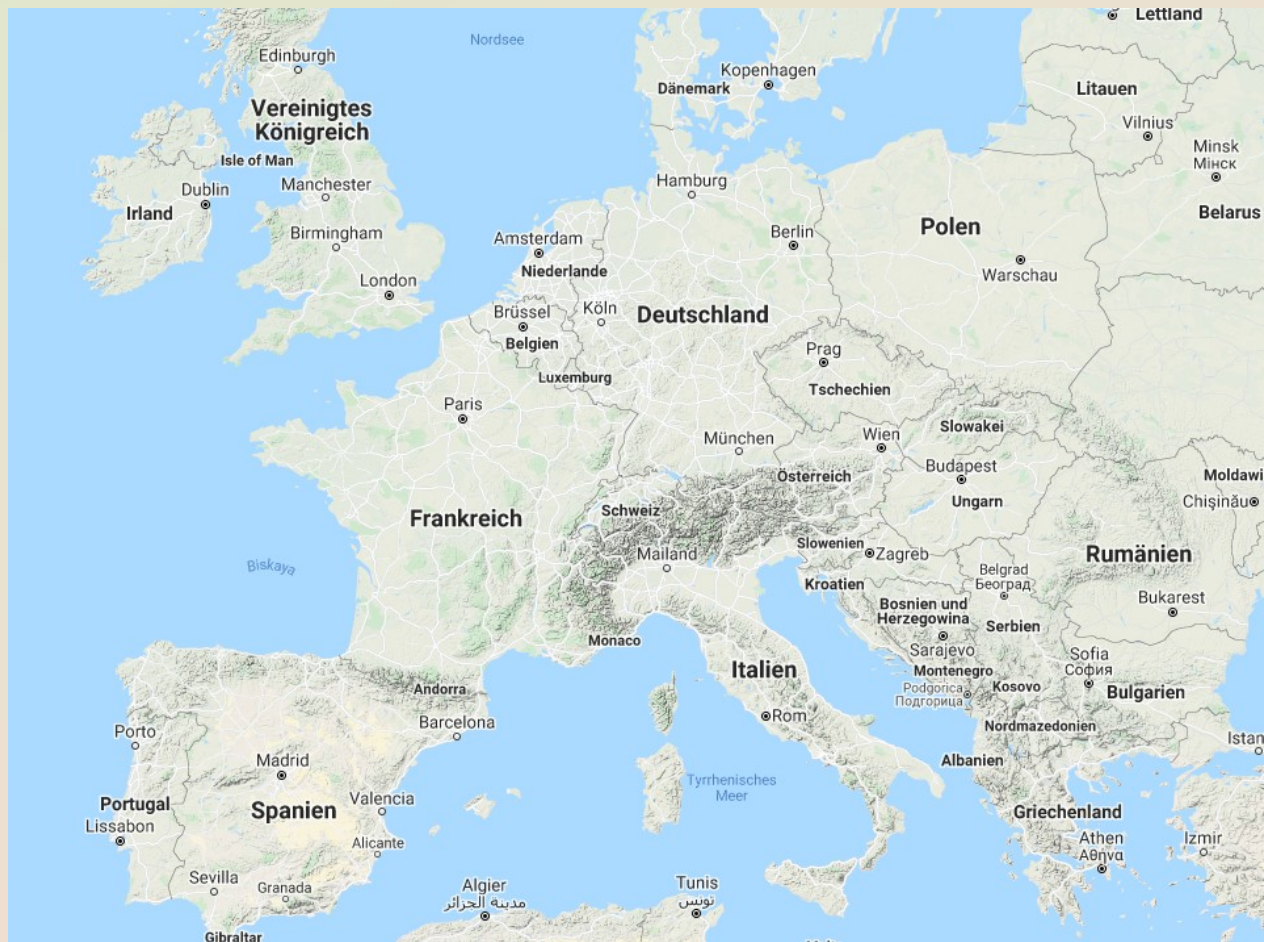 Lettland
Nordsee
Edinburgh
Kopenhagen
Dänemark
Litauen
Vereinigtes
Königreich
Vilnius
Minsk
Мінск
Isle of Man
Manchester
Hamburg
Dublin
Irland
Belarus
Polen
Birmingham
Amsterdam
Berlin
Niederlande
Warschau
London
Brüssel
Köln
Deutschland
Belgien
Prag
Luxemburg
Tschechien
Paris
Slowakei
München
Wien
Budapest
Österreich
Moldawi
Ungarn
Chișinău
Schweiz
Frankreich
Slowenien
Zagreb
Mailand
Rumänien
Biskaya
Belgrad
Београд
Kroatien
Bukarest
Bosnien und
Herzegowina
Serbien
Monaco
Sarajevo
Sofia
София
Italien
Montenegro
Andorra
Podgorica
Подгорица
Kosovo
Bulgarien
Rom
Barcelona
Nordmazedonien
Porto
Istan
Madrid
Albanien
Tyrrhenisches
Meer
Valencia
Portugal
Spanien
Griechenland
Lissabon
Alicante
Athen
Αθήνα
Izmir
Sevilla
Granada
Algier
مدينة الجزائر
Tunis
تونس
Gibraltar